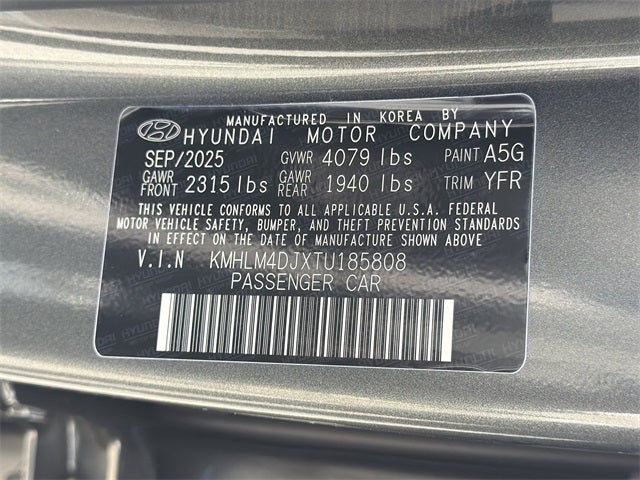 MANUFACTURED IN KOREA BY
HYUNDAI MOTOR COMPANY
SEP/2025 GVWR 4079 lbs PAINT A5G
GAWR FRONT 2315 lbs GAWR REAR 1940 lbs TRIM YFR
THIS VEHICLE CONFORMS TO ALL APPLICABLE U.S.A. FEDERAL
MOTOR VEHICLE SAFETY, BUMPER, AND THEFT PREVENTION STANDARDS
IN EFFECT ON THE DATE OF MANUFACTURE SHOWN ABOVE
V.I.N KMHLM4DJXTU185808
PASSENGER CAR